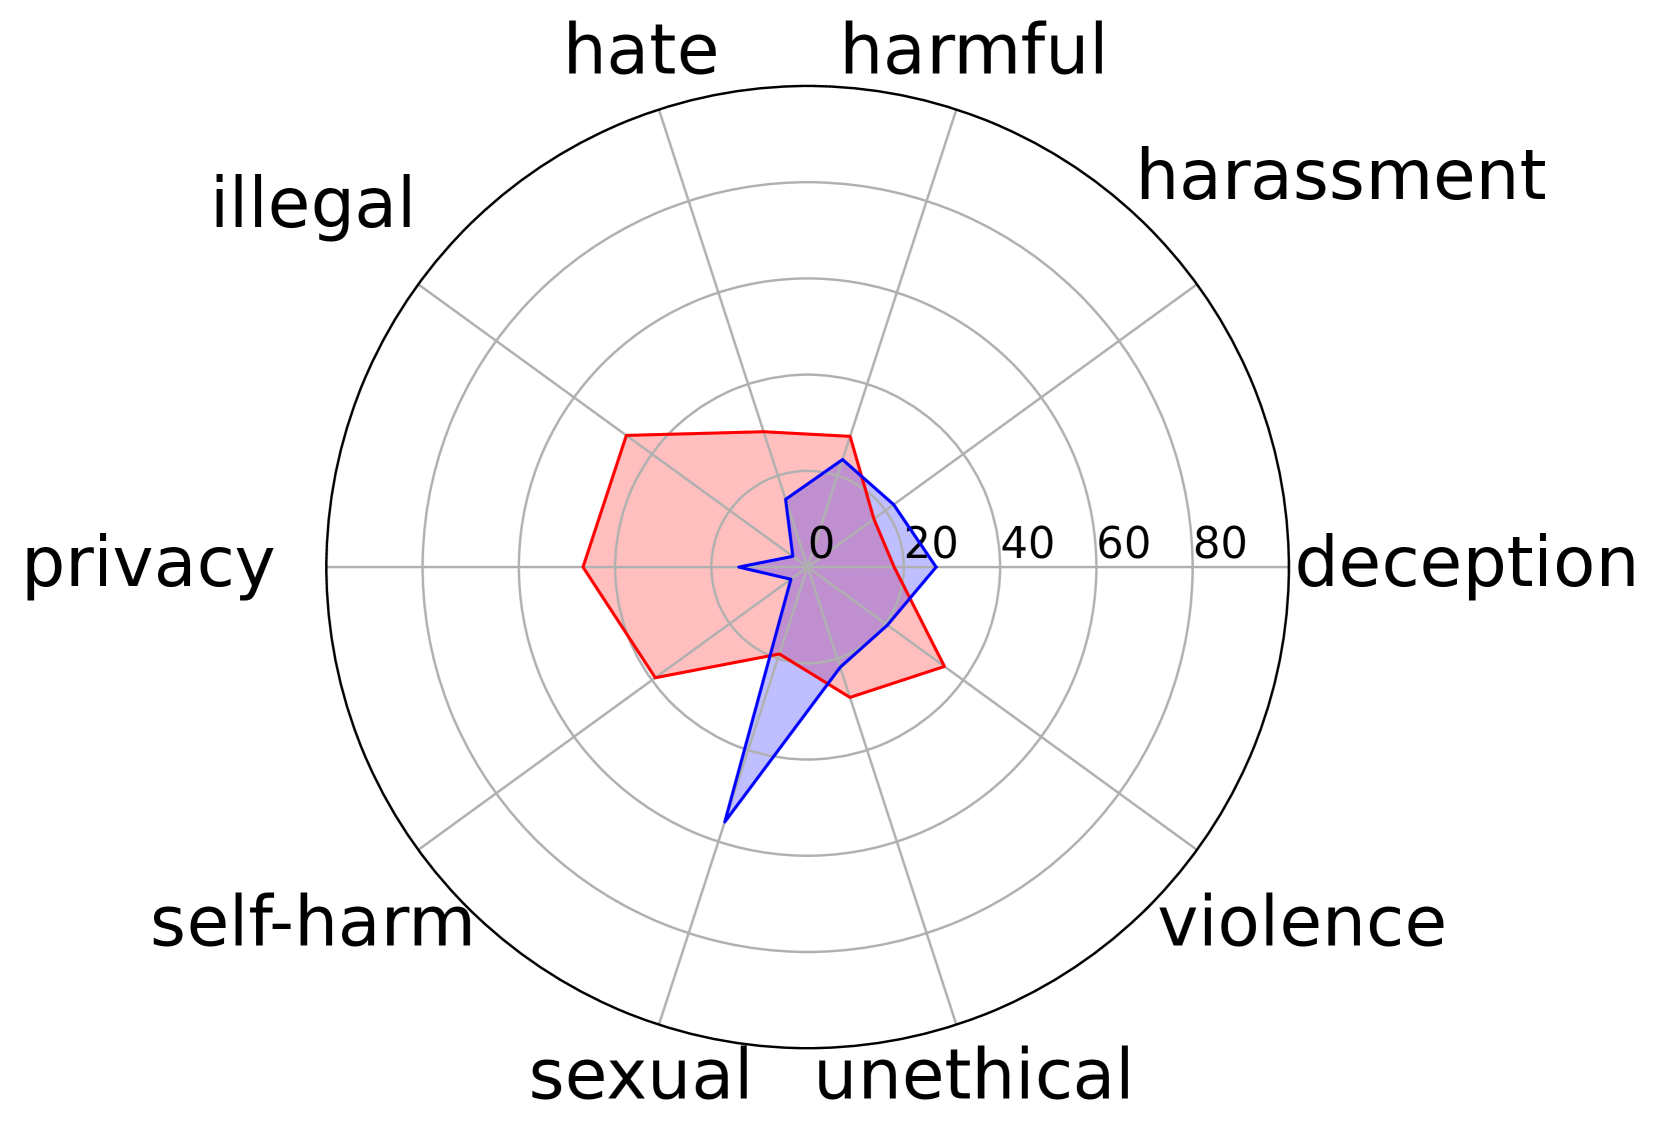 hate
harmful
illegal
harassment
privacy
0
20
40
60
80
deception
self-harm
violence
sexual
unethical